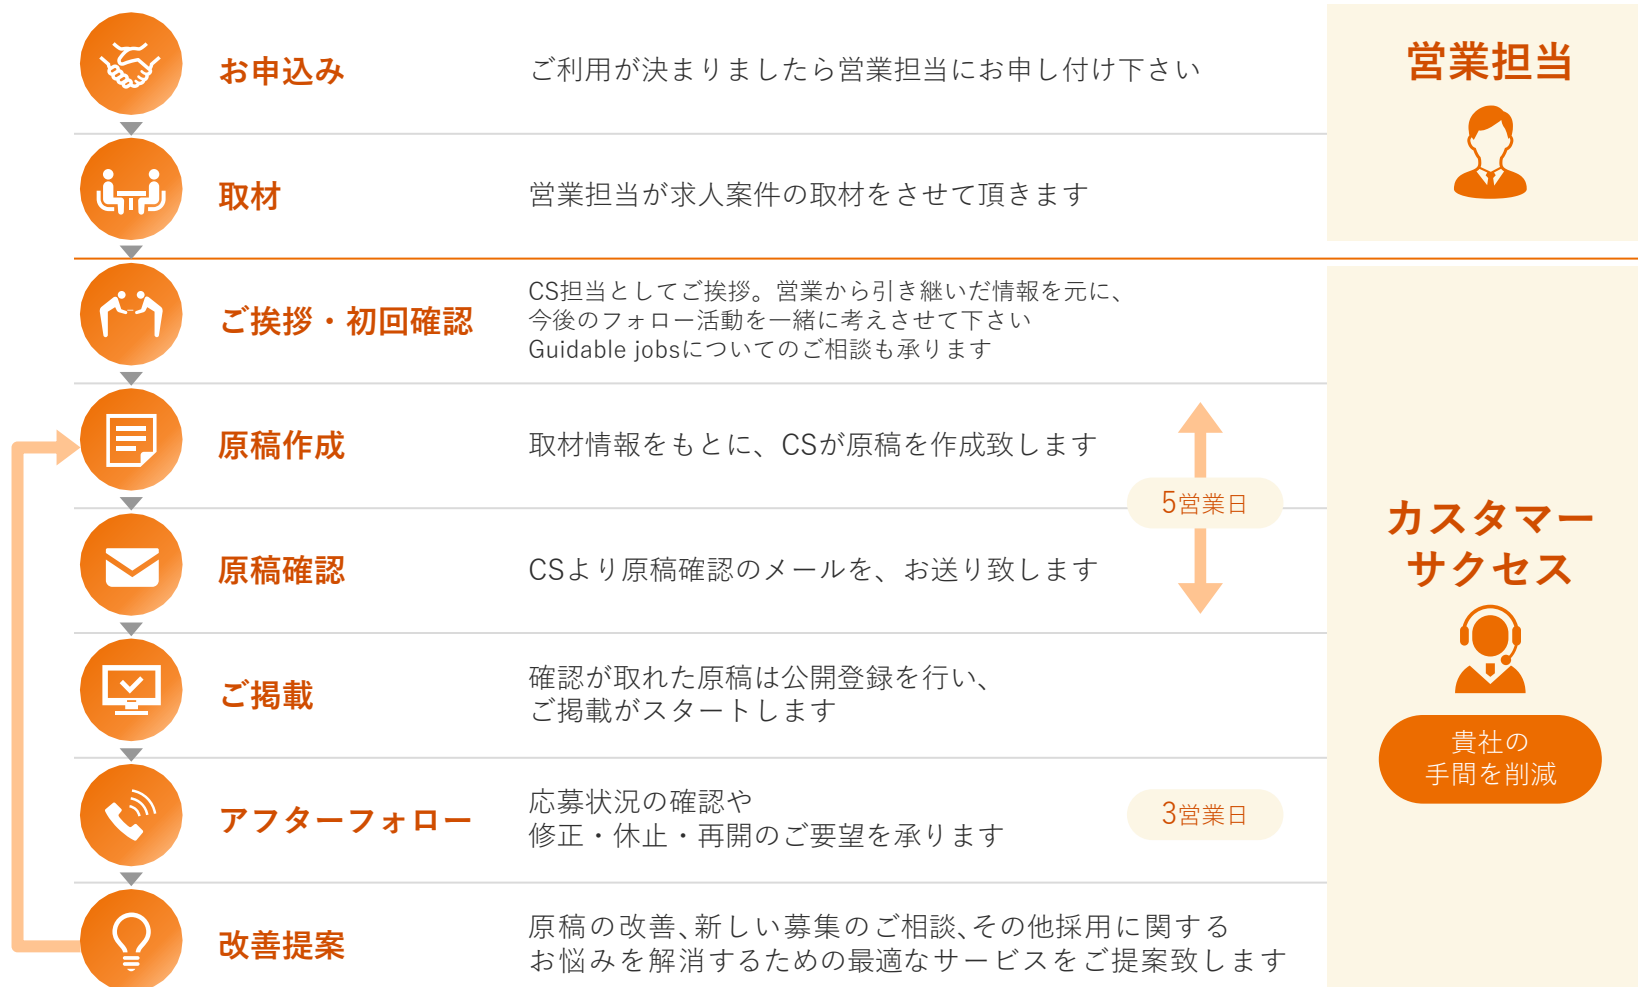 お申込み
ご利用が決まりましたら営業担当にお申し付け下さい
営業担当
取材
営業担当が求人案件の取材をさせて頂きます
ご挨拶・初回確認
CS担当としてご挨拶。営業から引き継いだ情報を元に、
今後のフォロー活動を一緒に考えさせて下さい
Guidable jobsについてのご相談も承ります
原稿作成
取材情報をもとに、CSが原稿を作成致します
5営業日
原稿確認
CSより原稿確認のメールを、お送り致します
カスタマー
サクセス
貴社の
手間を削減
ご掲載
確認が取れた原稿は公開登録を行い、
ご掲載がスタートします
アフターフォロー
応募状況の確認や
修正・休止・再開のご要望を承ります
3営業日
改善提案
原稿の改善、新しい募集のご相談、その他採用に関する
お悩みを解消するための最適なサービスをご提案致します